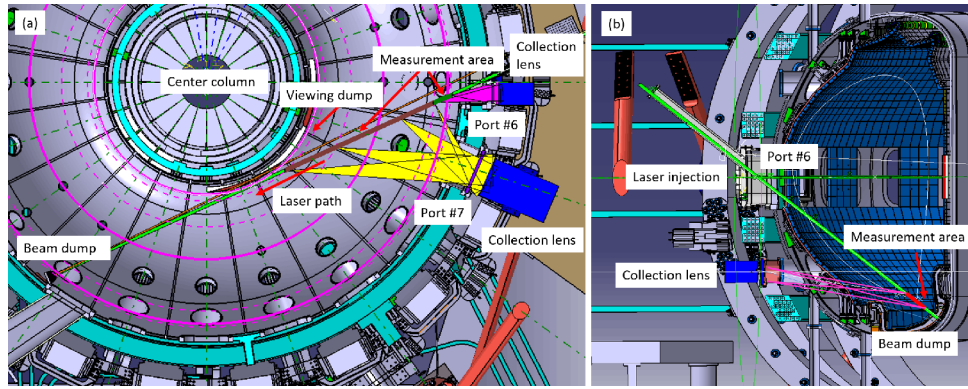 (a)
Measurement area
Collection
lens
Center column
Viewing dump
Port #6
Laser path
Port #7
Beam dump
Collection lens
(b)
Port #6
Laser injection
Measurement area
Collection lens
Beam dump